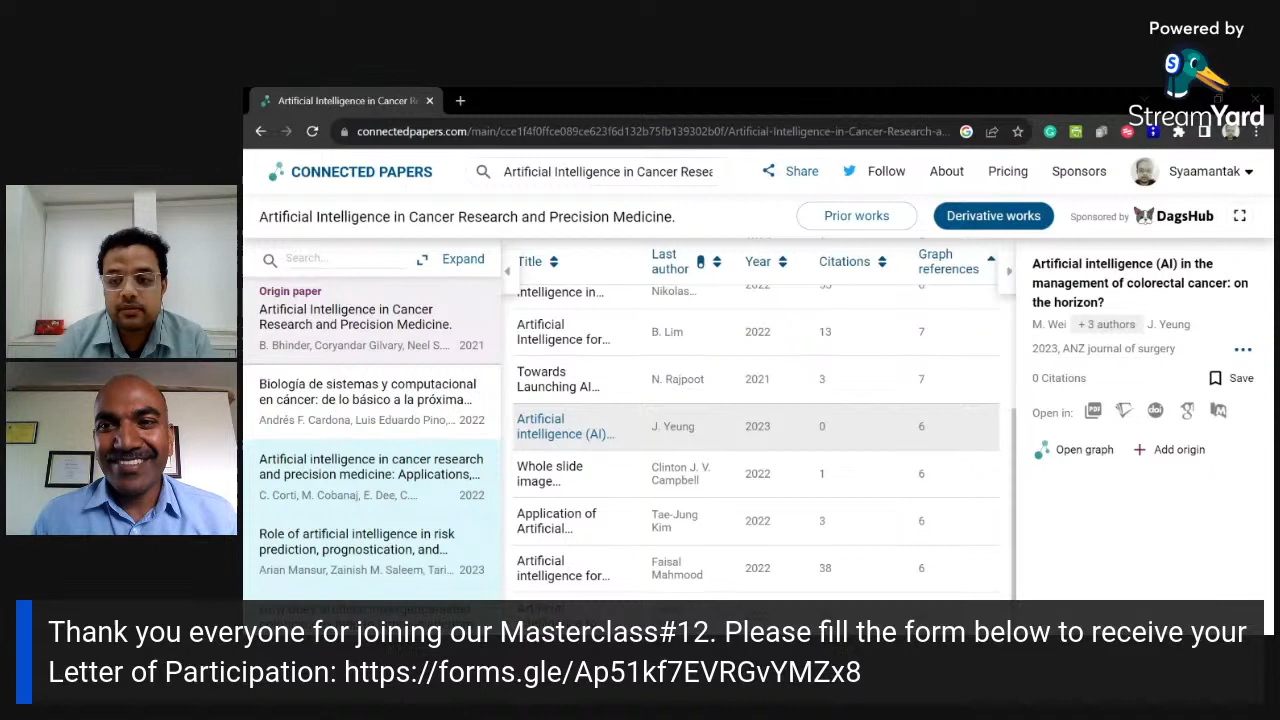 Powered by
StreamYard
Artificial Intelligence in Cancer Re
connectedpapers.com/main/cce1f4f0ffce089ce623f6d132b75fb139302b0f/Artificial-Intelligence-in-Cancer-Research-a...
CONNECTED PAPERS
Artificial Intelligence in Cancer Resea
Share
Follow
About
Pricing
Sponsors
Syaamantak
Artificial Intelligence in Cancer Research and Precision Medicine.
Prior works
Derivative works
Sponsored by
DagsHub
Search...
Expand
Origin paper
Artificial Intelligence in Cancer
Research and Precision Medicine.
B. Bhinder, Coryandar Gilvary, Neel S.... 2021
Biología de sistemas y computacional
en cáncer: de lo básico a la próxima...
Andrés F. Cardona, Luis Eduardo Pino,... 2022
Artificial intelligence in cancer research
and precision medicine: Applications,...
C. Corti, M. Cobanaj, E. Dee, C.... 2022
Role of artificial intelligence in risk
prediction, prognostication, and...
Arian Mansur, Zainish M. Saleem, Tari... 2023
Title
Last
author
Year
Citations
Graph
references
Intelligence in...
Nikolas...
Artificial
Intelligence for...
B. Lim
2022
13
7
Towards
Launching AI...
N. Rajpoot
2021
3
7
Artificial
intelligence (AI)...
J. Yeung
2023
0
6
Whole slide
image...
Clinton J. V.
Campbell
2022
1
6
Application of
Artificial...
Tae-Jung
Kim
2022
3
6
Artificial
intelligence for...
Faisal
Mahmood
2022
38
6
Artificial intelligence (AI) in the
management of colorectal cancer: on
the horizon?
M. Wei + 3 authors J. Yeung
2023, ANZ journal of surgery
0 Citations
Save
Open in:
Open graph
Add origin
Thank you everyone for joining our Masterclass#12. Please fill the form below to receive your
Letter of Participation: https://forms.gle/Ap51kf7EVRGvYMZx8